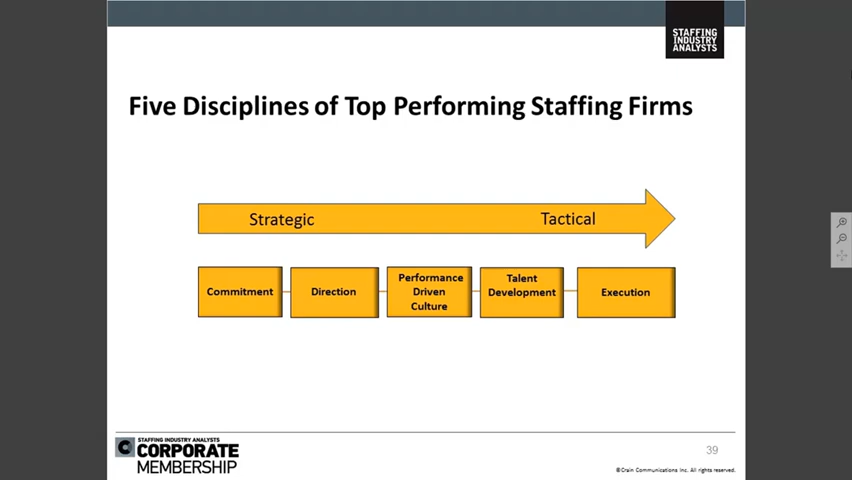 STAFFING
INDUSTRY
ANALYSTS
Five Disciplines of Top Performing Staffing Firms
Strategic
Tactical
Commitment
Direction
Performance
Driven
Culture
Talent
Development
Execution
STAFFING INDUSTRY ANALYSTS
C CORPORATE
MEMBERSHIP
39
©Crain Communications Inc. All rights reserved.